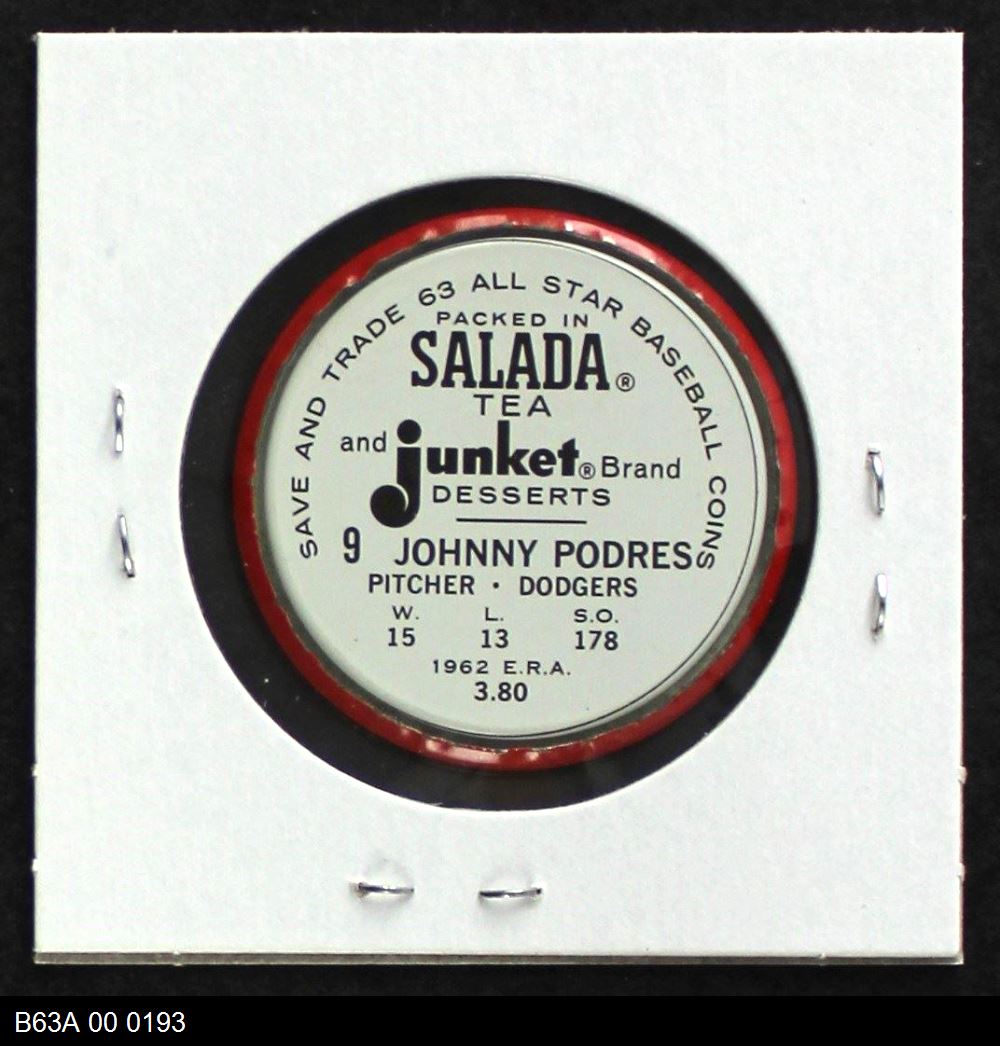 SAVE AND TRADE 63 ALL STAR BASEBALL COINS
PACKED IN
SALADA®
TEA
and junket® Brand
DESSERTS
9 JOHNNY PODRES
PITCHER · DODGERS
W. L. S.O.
15 13 178
1962 E.R.A.
3.80
B63A 00 0193